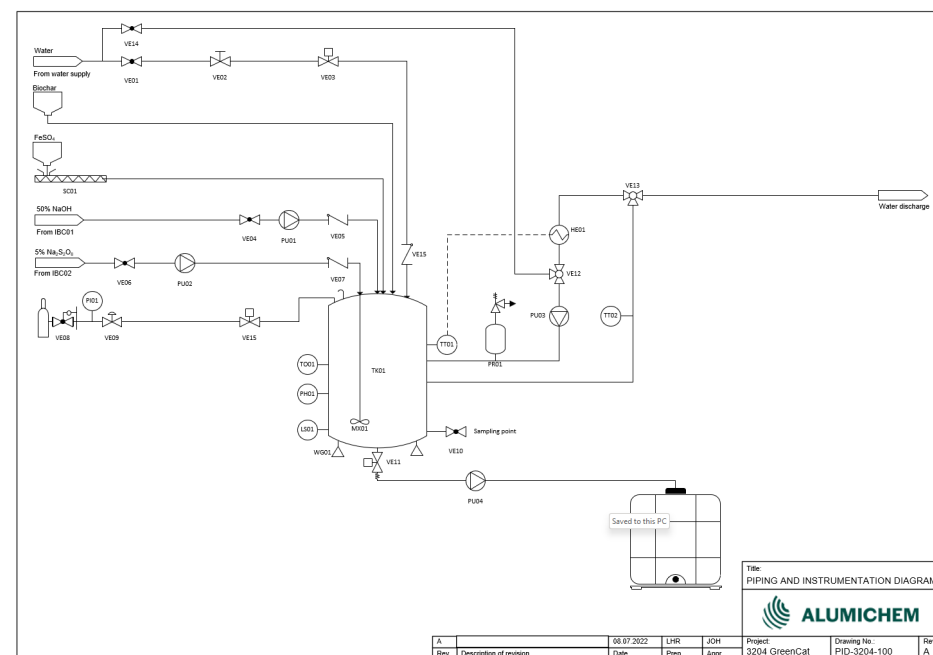 VE14
Water
From water supply
VE01
VE02
VE03
Biochar
FeSO₄
SC01
50% NaOH
From IBC01
VE04
PU01
VE05
5% Na₂S₂O₈
From IBC02
VE06
PU02
VE07
VE15
PI01
VE08
VE09
VE15
TO01
PH01
LS01
WG01
TK01
MX01
TT01
PR01
PU03
VE12
HE01
VE13
TT02
Water discharge
Sampling point
VE10
VE11
PU04
Saved to this PC
Title:
PIPING AND INSTRUMENTATION DIAGRAM
ALUMICHEM
A 08.07.2022 LHR JOH
Rev. Description of revision Date Prep. Appr.
Project: Drawing No.: Re
3204 GreenCat PID-3204-100 A